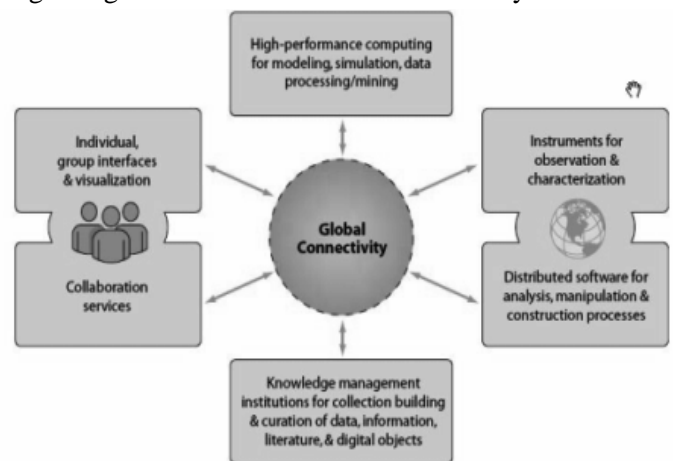 High-performance computing
for modeling, simulation, data
processing/mining
Individual,
group interfaces
& visualization
Instruments for
observation &
characterization
Global
Connectivity
Collaboration
services
Distributed software for
analysis, manipulation &
construction processes
Knowledge management
institutions for collection building
& curation of data, information,
literature, & digital objects